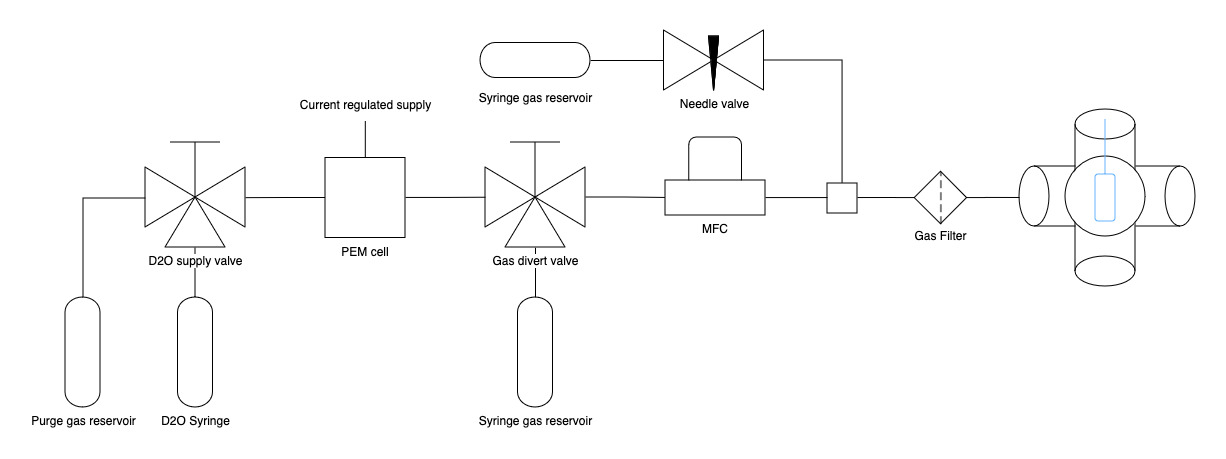 Syringe gas reservoir
Needle valve
Current regulated supply
MFC
Gas Filter
PEM cell
D2O supply valve
Gas divert valve
Purge gas reservoir
D2O Syringe
Syringe gas reservoir